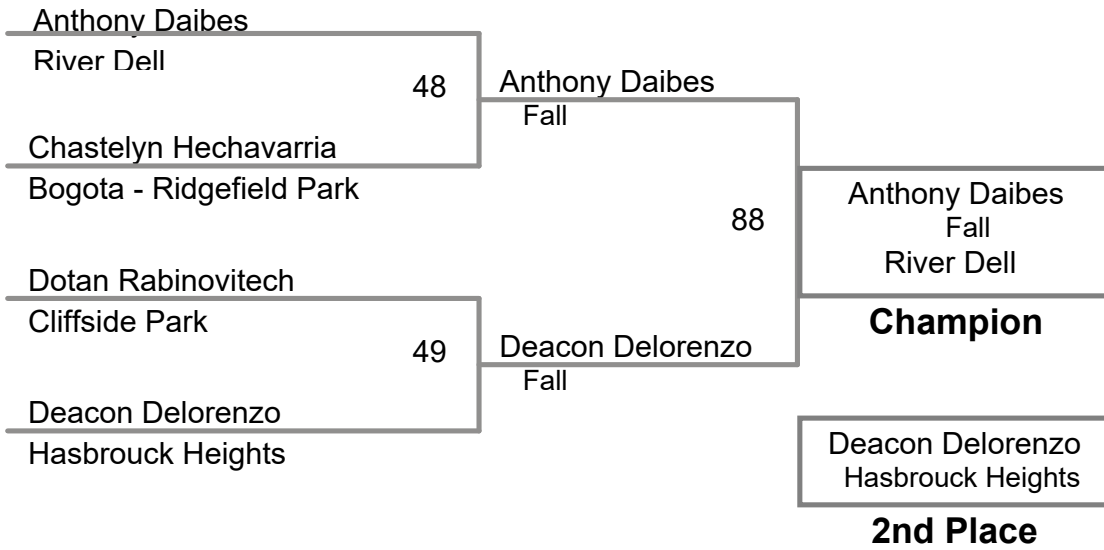 Anthony Daibes
River Dell
48
Chastelyn Hechavarria
Bogota - Ridgefield Park
Dotan Rabinovitech
Cliffside Park
49
Deacon Delorenzo
Hasbrouck Heights
Anthony Daibes
Fall
88
Deacon Delorenzo
Fall
Anthony Daibes
Fall
River Dell
Champion
Deacon Delorenzo
Hasbrouck Heights
2nd Place